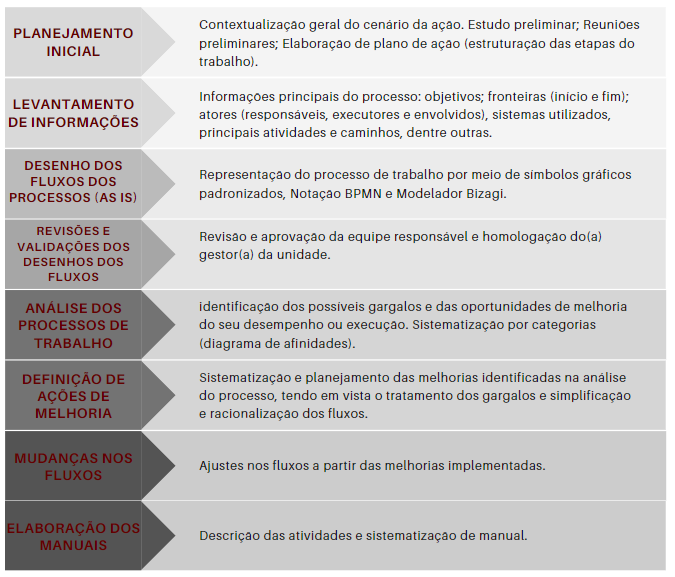 PLANEJAMENTO
INICIAL
Contextualização geral do cenário da ação. Estudo preliminar; Reuniões
preliminares; Elaboração de plano de ação (estruturação das etapas do
trabalho).
LEVANTAMENTO
DE INFORMAÇÕES
Informações principais do processo: objetivos; fronteiras (início e fim);
atores (responsáveis, executores e envolvidos), sistemas utilizados,
principais atividades e caminhos, dentre outras.
DESENHO DOS
FLUXOS DOS
PROCESSOS (AS IS)
Representação do processo de trabalho por meio de símbolos gráficos
padronizados, Notação BPMN e Modelador Bizagi.
REVISÕES E
VALIDAÇÕES DOS
DESENHOS DOS
FLUXOS
Revisão e aprovação da equipe responsável e homologação do(a)
gestor(a) da unidade.
ANÁLISE DOS
PROCESSOS DE
TRABALHO
identificação dos possíveis gargalos e das oportunidades de melhoria
do seu desempenho ou execução. Sistematização por categorias
(diagrama de afinidades).
DEFINIÇÃO DE
AÇÕES DE
MELHORIA
Sistematização e planejamento das melhorias identificadas na análise
do processo, tendo em vista o tratamento dos gargalos e simplificação
e racionalização dos fluxos.
MUDANÇAS NOS
FLUXOS
Ajustes nos fluxos a partir das melhorias implementadas.
ELABORAÇÃO DOS
MANUAIS
Descrição das atividades e sistematização de manual.